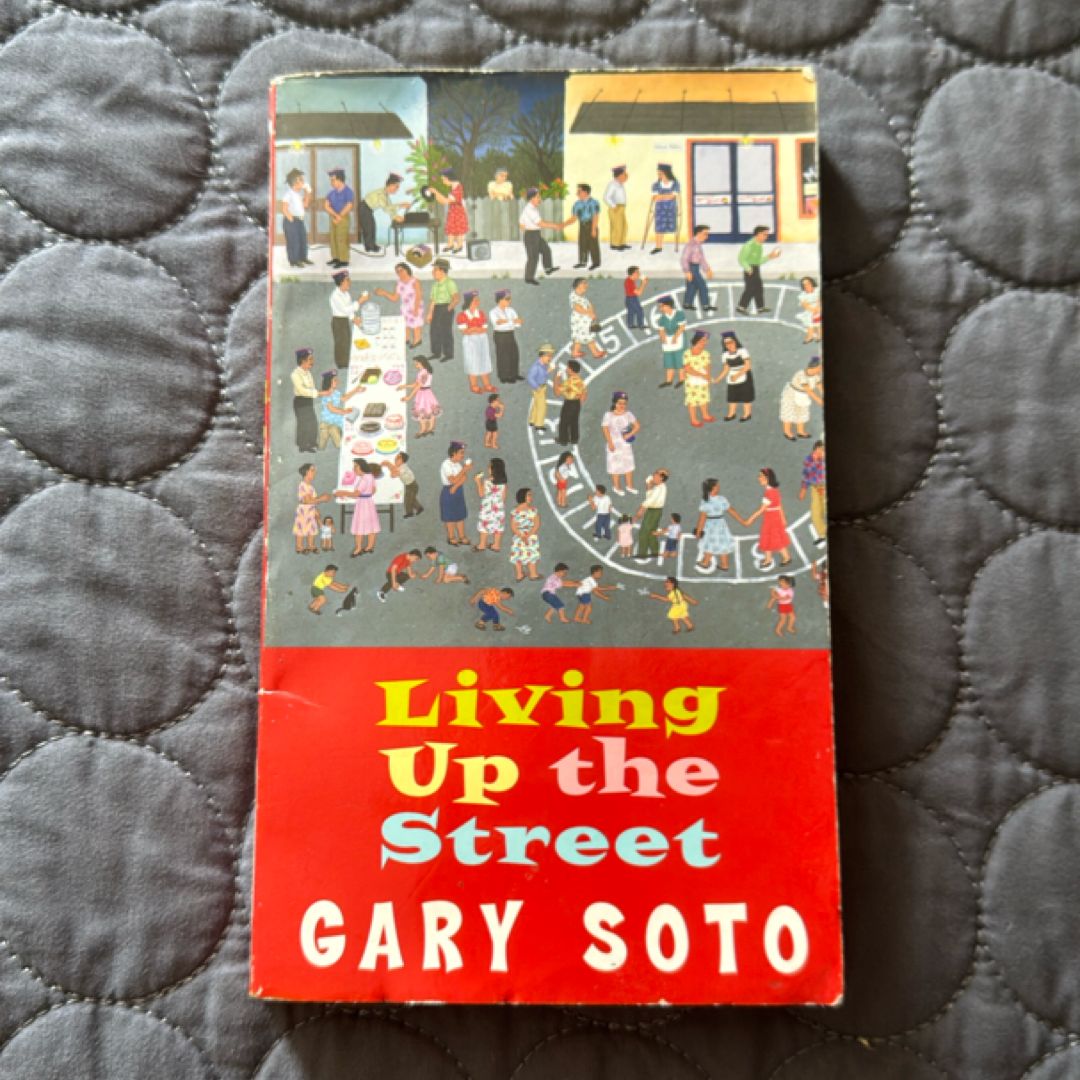 Living
Up the
Street
GARY SOTO